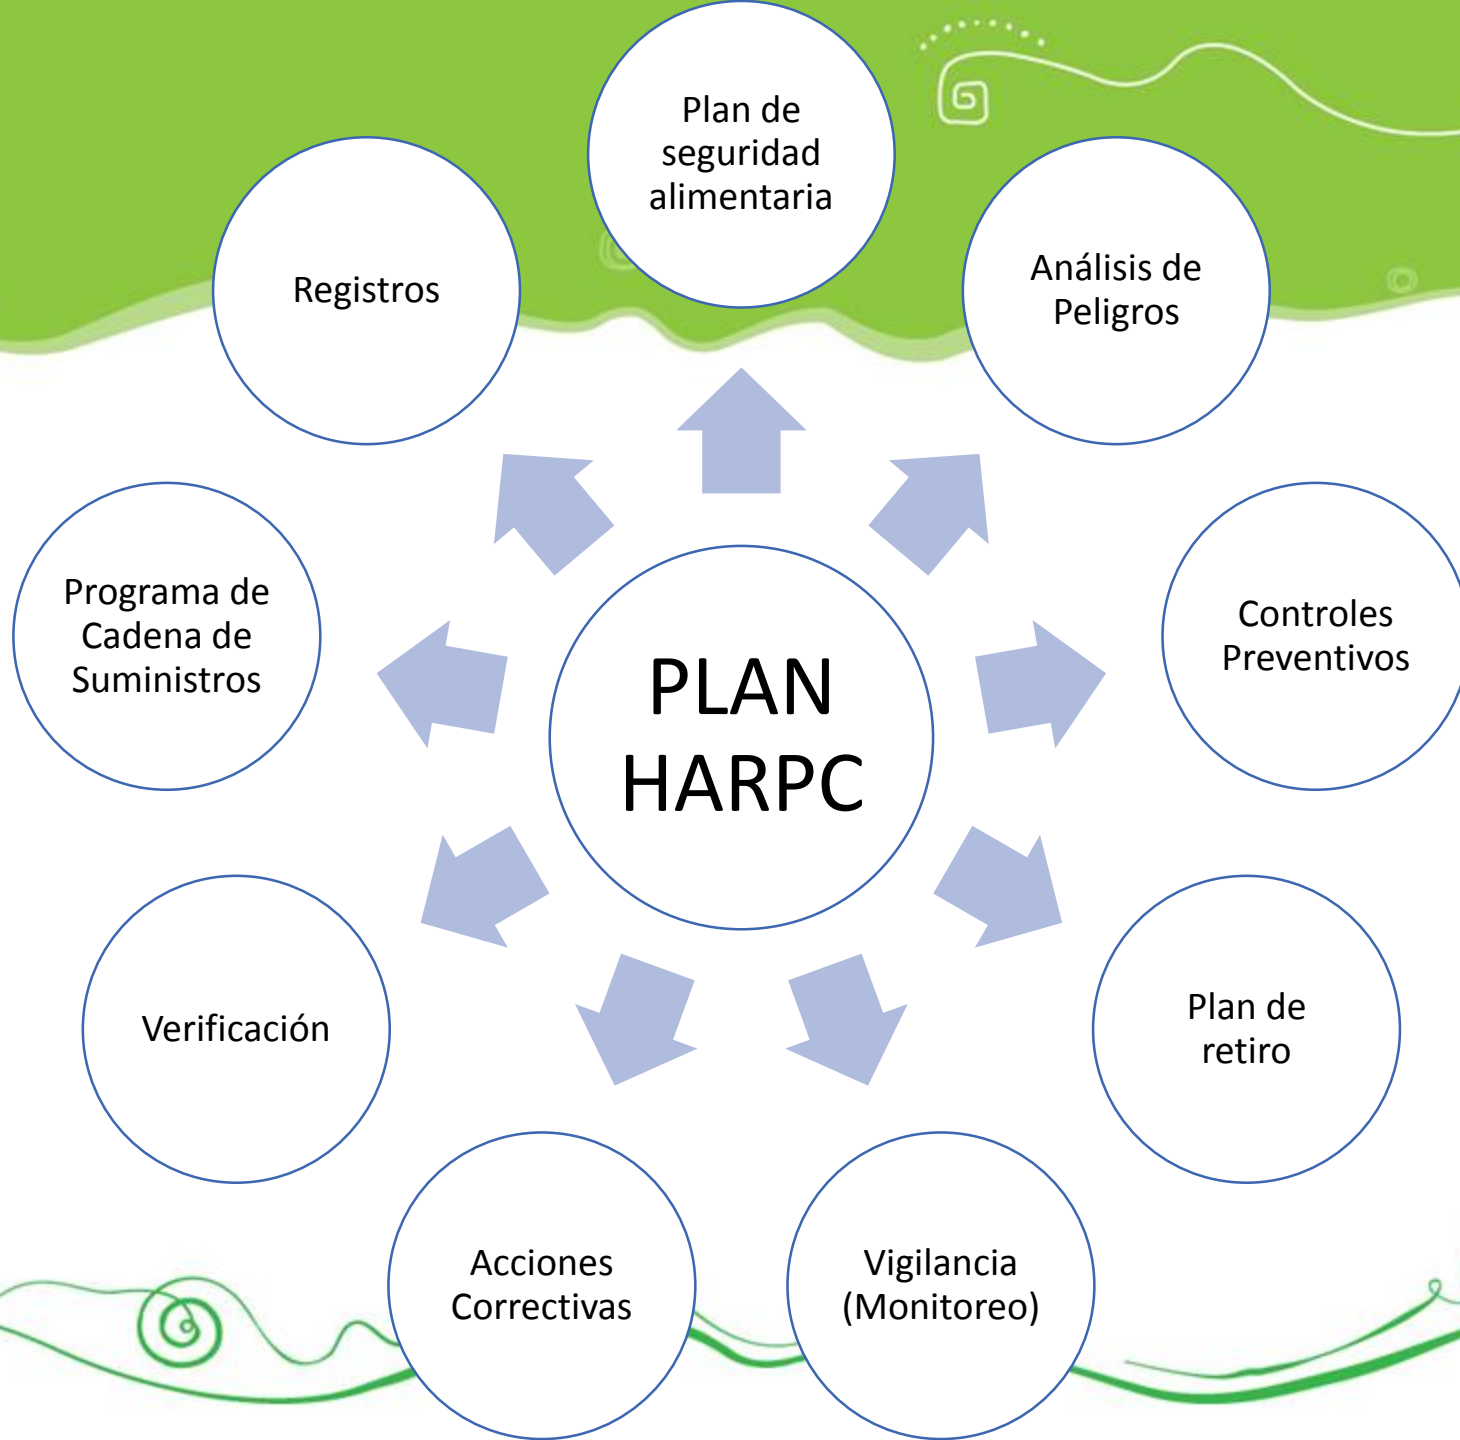 Plan de
seguridad
alimentaria
Análisis de
Peligros
Controles
Preventivos
Plan de
retiro
Vigilancia
(Monitoreo)
Acciones
Correctivas
Verificación
Programa de
Cadena de
Suministros
Registros
PLAN
HARPC